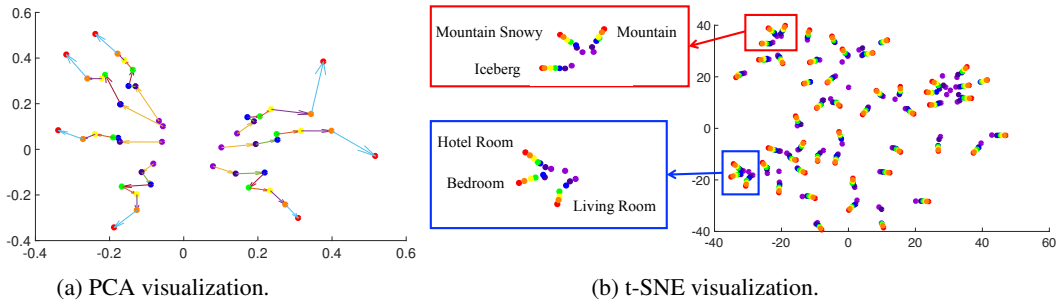 0.6
0.4
0.2
0
-0.2
-0.4
-0.4
-0.2
0
0.2
0.4
0.6
(a) PCA visualization.
Mountain Snowy
Mountain
Iceberg
Hotel Room
Bedroom
Living Room
40
20
0
-20
-40
-40
-20
0
20
40
60
(b) t-SNE visualization.